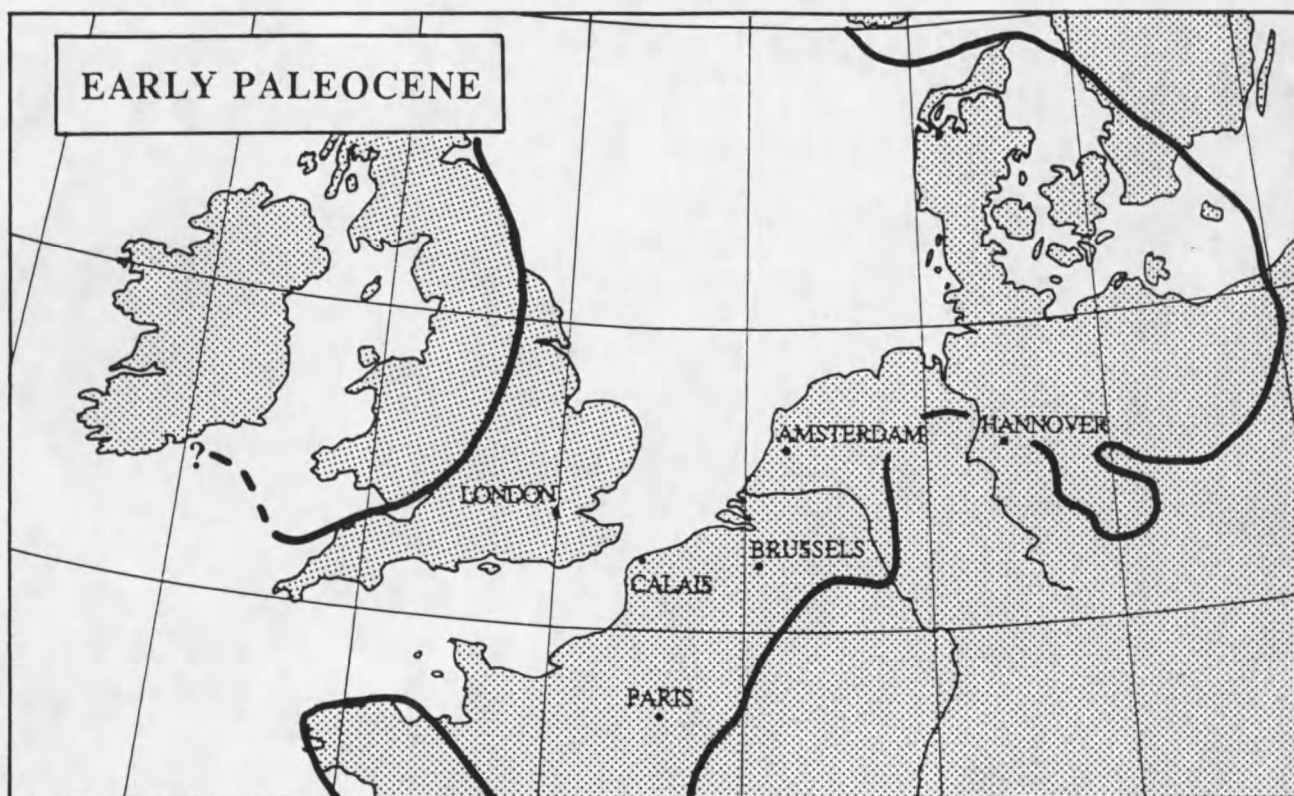 EARLY PALEOCENE
AMSTERDAM
HANNOVER
?
LONDON
BRUSSELS
CALAIS
PARIS